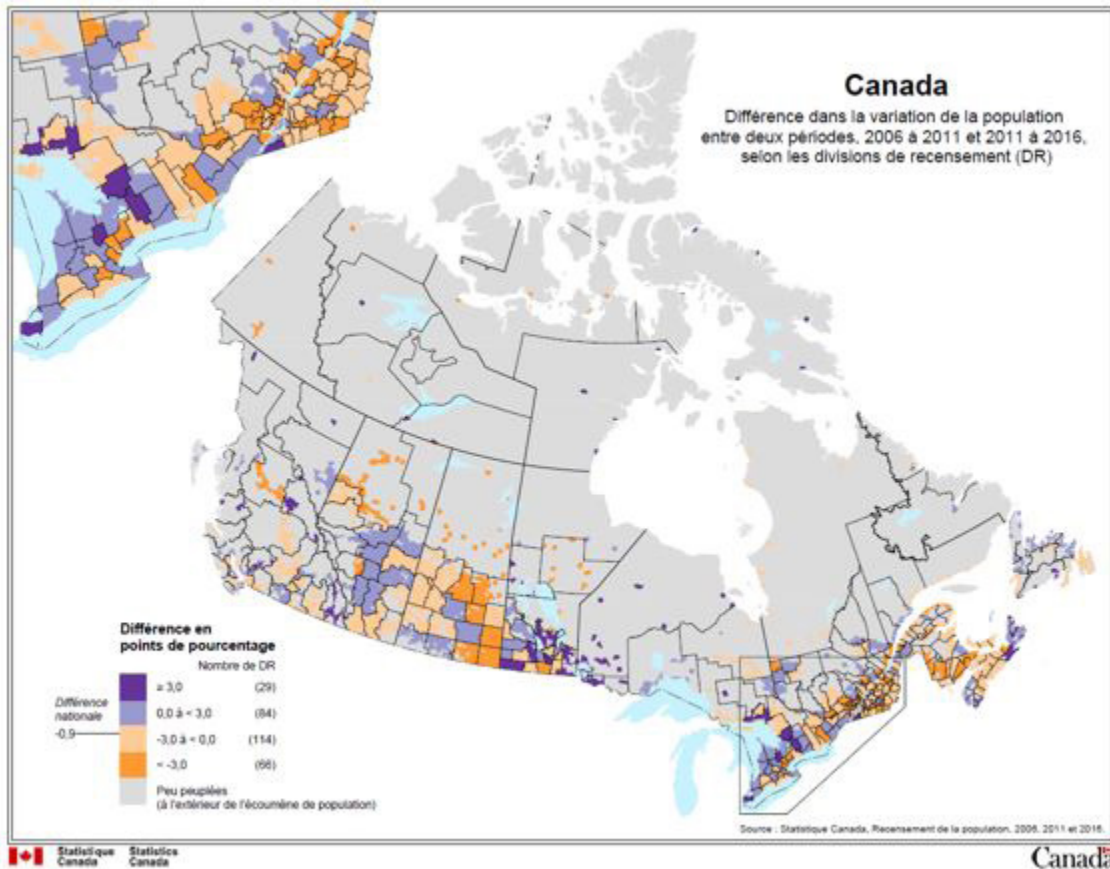 Canada
Différence dans la variation de la population
entre deux périodes, 2006 à 2011 et 2011 à 2016,
selon les divisions de recensement (DR)
Différence en
points de pourcentage
Nombre de DR
≥ 3,0 (29)
0,0 à < 3,0 (84)
-3,0 à < 0,0 (114)
< -3,0 (66)
Différence
nationale
-0,9
Peu peuplées
(à l'extérieur de l'écoumène de population)
Source : Statistique Canada, Recensement de la population, 2006, 2011 et 2016.
Statistique Canada
Statistics Canada
Canada